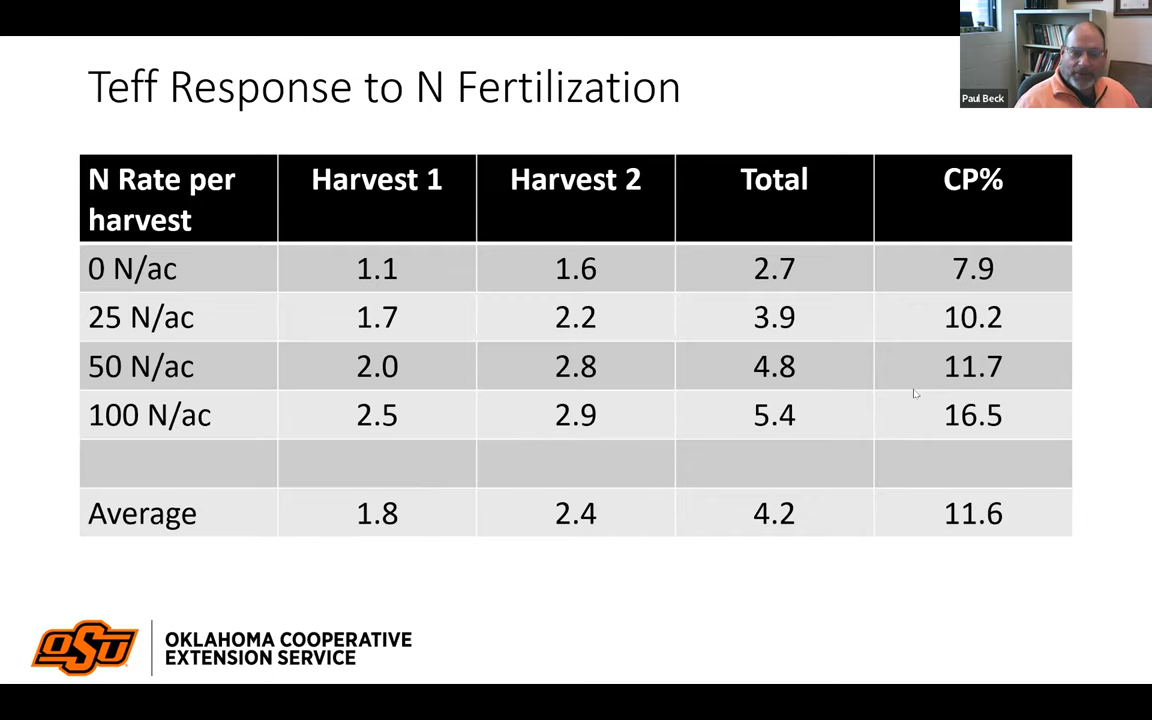 Paul Beck
Teff Response to N Fertilization
N Rate per harvest Harvest 1 Harvest 2 Total CP%
0 N/ac 1.1 1.6 2.7 7.9
25 N/ac 1.7 2.2 3.9 10.2
50 N/ac 2.0 2.8 4.8 11.7
100 N/ac 2.5 2.9 5.4 16.5
Average 1.8 2.4 4.2 11.6
OSU
OKLAHOMA COOPERATIVE
EXTENSION SERVICE